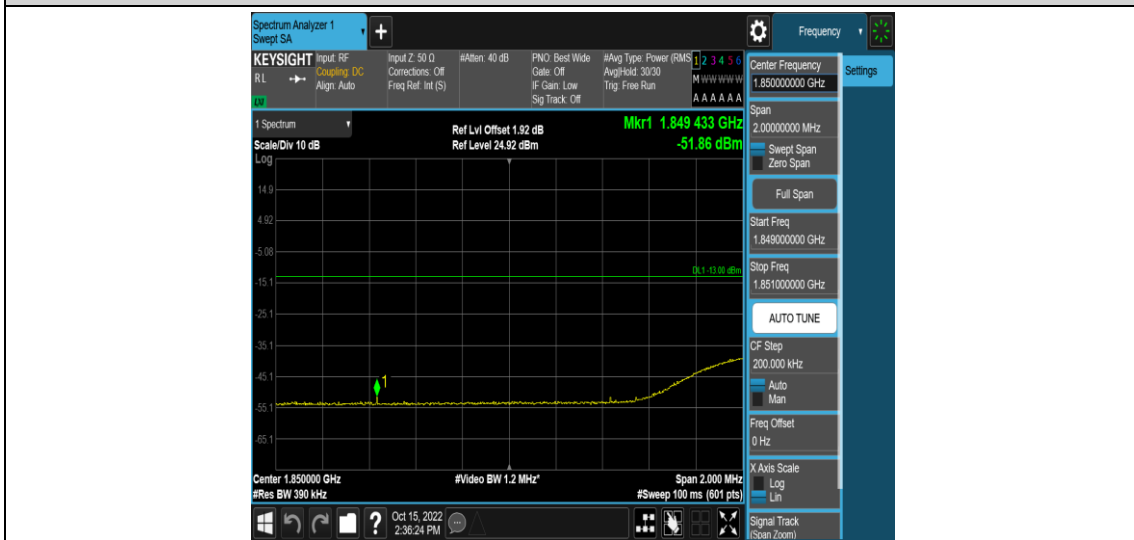 Spectrum Analyzer 1
Swept SA
+
Frequency
KEYSIGHT
RL
LXI
Input: RF
Coupling: DC
Align: Auto
Input Z: 50 Ω
Corrections: Off
Freq Ref: Int (S)
#Atten: 40 dB
PNO: Best Wide
Gate: Off
IF Gain: Low
Sig Track: Off
#Avg Type: Power (RMS
Avg|Hold: 30/30
Trig: Free Run
1 2 3 4 5 6
M W W W W W
A A A A A A
1 Spectrum
Scale/Div 10 dB
Log
Ref Lvl Offset 1.92 dB
Ref Level 24.92 dBm
Mkr1 1.849 433 GHz
-51.86 dBm
14.9
4.92
-5.08
DL1 -13.00 dBm
-15.1
-25.1
-35.1
-45.1
1
-55.1
-65.1
Center 1.850000 GHz
#Video BW 1.2 MHz*
Span 2.000 MHz
#Res BW 390 kHz
#Sweep 100 ms (601 pts)
?
Oct 15, 2022
2:36:24 PM
Center Frequency
1.850000000 GHz
Settings
Span
2.00000000 MHz
Swept Span
Zero Span
Full Span
Start Freq
1.849000000 GHz
Stop Freq
1.851000000 GHz
AUTO TUNE
CF Step
200.000 kHz
Auto
Man
Freq Offset
0 Hz
X Axis Scale
Log
Lin
Signal Track
(Span Zoom)